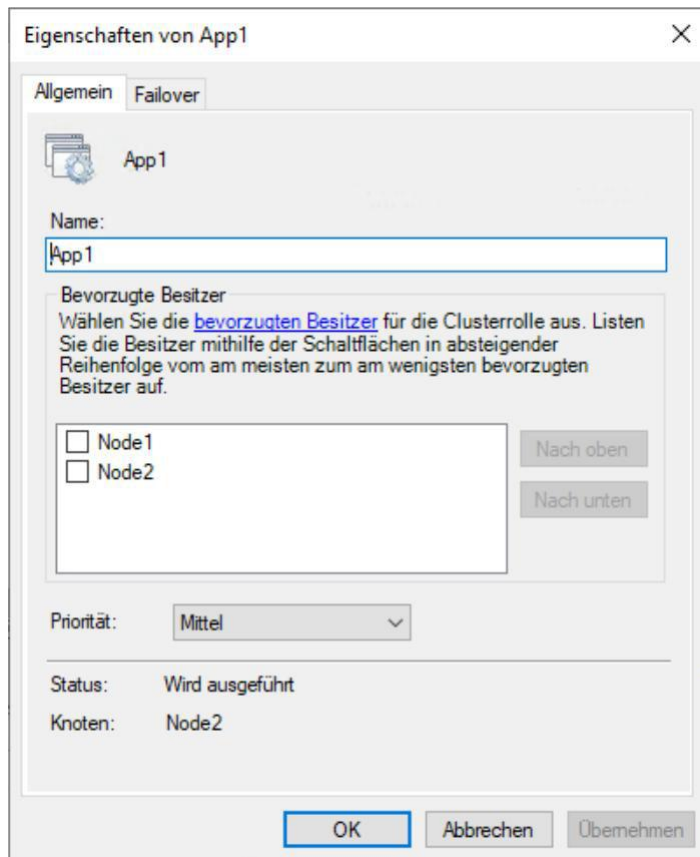 Eigenschaften von App1
Allgemein
Failover
App1
Name:
App1
Bevorzugte Besitzer
Wählen Sie die bevorzugten Besitzer für die Clusterrolle aus. Listen
Sie die Besitzer mithilfe der Schaltflächen in absteigender
Reihenfolge vom am meisten zum am wenigsten bevorzugten
Besitzer auf.
Node1
Nach oben
Node2
Nach unten
Priorität:
Mittel
Status:
Wird ausgeführt
Knoten:
Node2
OK
Abbrechen
Übernehmen